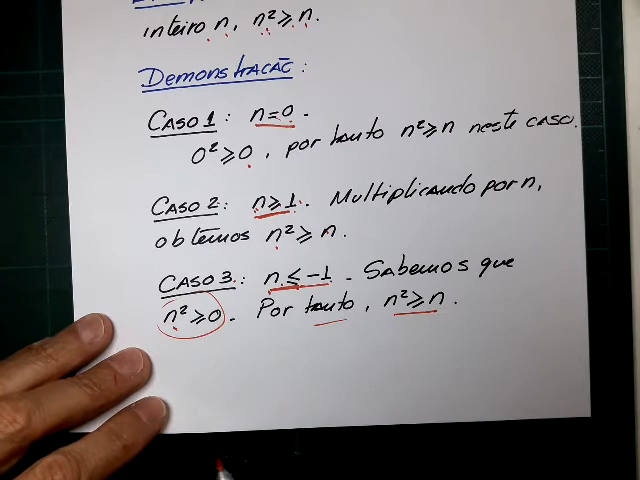 inteiro n, n² ≥ n.
Demonstração:
CASO 1: n=0.
0² ≥ 0, por tanto n² ≥ n neste caso.
CASO 2: n ≥ 1. Multiplicando por n,
obtemos n² ≥ n.
CASO 3: n ≤ -1. Sabemos que
n² ≥ 0. Por tanto, n² ≥ n.